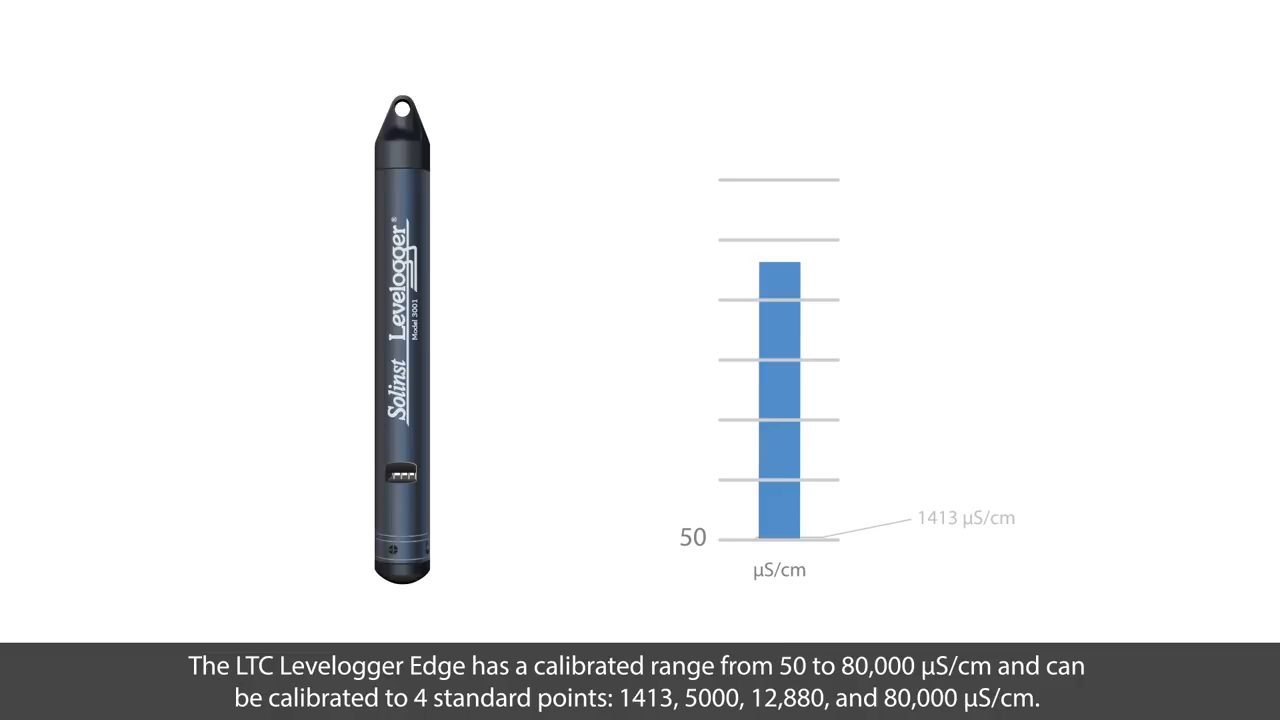 Solinst
Levelogger®
Model 3001
1413 µS/cm
50
µS/cm
The LTC Levelogger Edge has a calibrated range from 50 to 80,000 µS/cm and can
be calibrated to 4 standard points: 1413, 5000, 12,880, and 80,000 µS/cm.